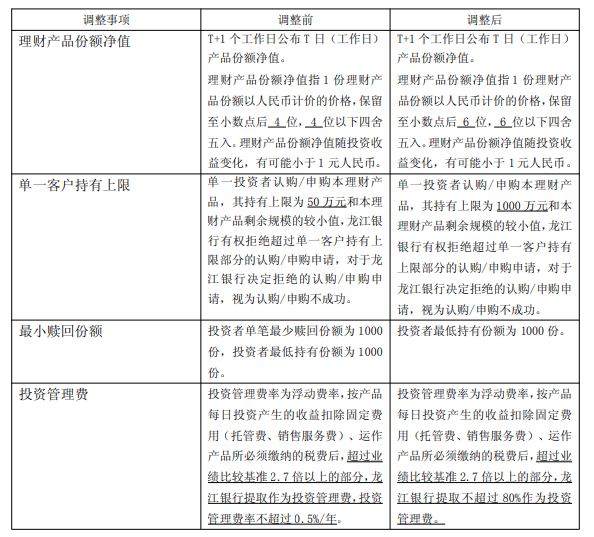 调整事项
调整前
调整后
理财产品份额净值
T+1 个工作日公布 T 日（工作日）
产品份额净值。
理财产品份额净值指 1 份理财产
品份额以人民币计价的价格，保留
至小数点后 4 位， 4 位以下四舍
五入。理财产品份额净值随投资收
益变化，有可能小于 1 元人民币。
T+1 个工作日公布 T 日（工作日）
产品份额净值。
理财产品份额净值指 1 份理财产
品份额以人民币计价的价格，保留
至小数点后 6 位， 6 位以下四舍
五入。理财产品份额净值随投资收
益变化，有可能小于 1 元人民币。
单一客户持有上限
单一投资者认购/申购本理财产
品，其持有上限为 50 万元和本理
财产品剩余规模的较小值，龙江银
行有权拒绝超过单一客户持有上
限部分的认购/申购申请，对于龙
江银行决定拒绝的认购/申购申
请，视为认购/申购不成功。
单一投资者认购/申购本理财产
品，其持有上限为 1000 万元和本
理财产品剩余规模的较小值，龙江
银行有权拒绝超过单一客户持有
上限部分的认购/申购申请，对于
龙江银行决定拒绝的认购/申购申
请，视为认购/申购不成功。
最小赎回份额
投资者单笔最少赎回份额为 1000
份，投资者最低持有份额为 1000
份。
投资者最低持有份额为 1000 份。
投资管理费
投资管理费率为浮动费率，按产品
每日投资产生的收益扣除固定费
用（托管费、销售服务费）、运作
产品所必须缴纳的税费后，超过业
绩比较基准 2.7 倍以上的部分，龙
江银行提取作为投资管理费，投资
管理费率不超过 0.5%/年。
投资管理费率为浮动费率，按产品
每日投资产生的收益扣除固定费
用（托管费、销售服务费）、运作
产品所必须缴纳的税费后，超过业
绩比较基准 2.7 倍以上的部分，龙
江银行提取不超过 80%作为投资
管理费。